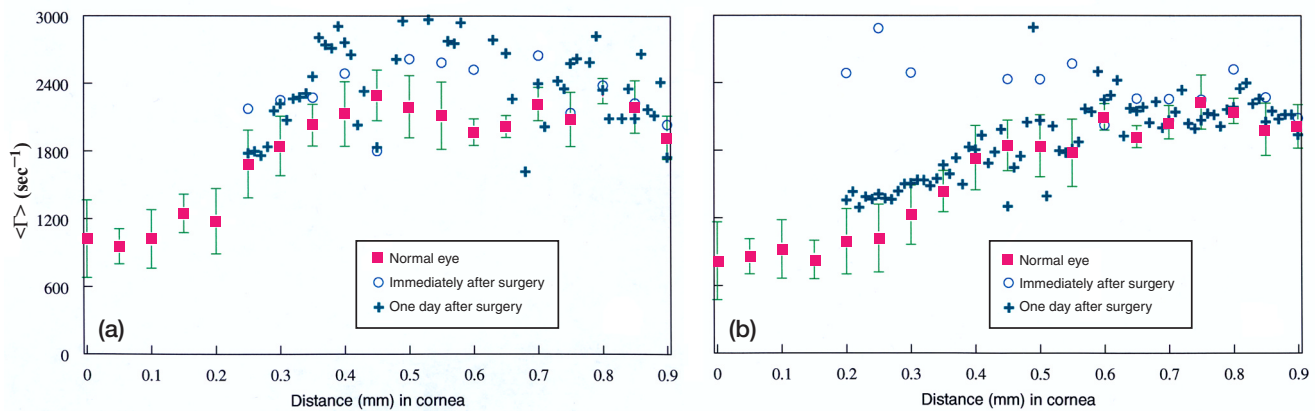 3000
2400
1800
1200
600
0
<Γ> (sec−1)
Normal eye
Immediately after surgery
One day after surgery
(a)
0 0.1 0.2 0.3 0.4 0.5 0.6 0.7 0.8 0.9
Distance (mm) in cornea
Normal eye
Immediately after surgery
One day after surgery
(b)
0 0.1 0.2 0.3 0.4 0.5 0.6 0.7 0.8 0.9
Distance (mm) in cornea